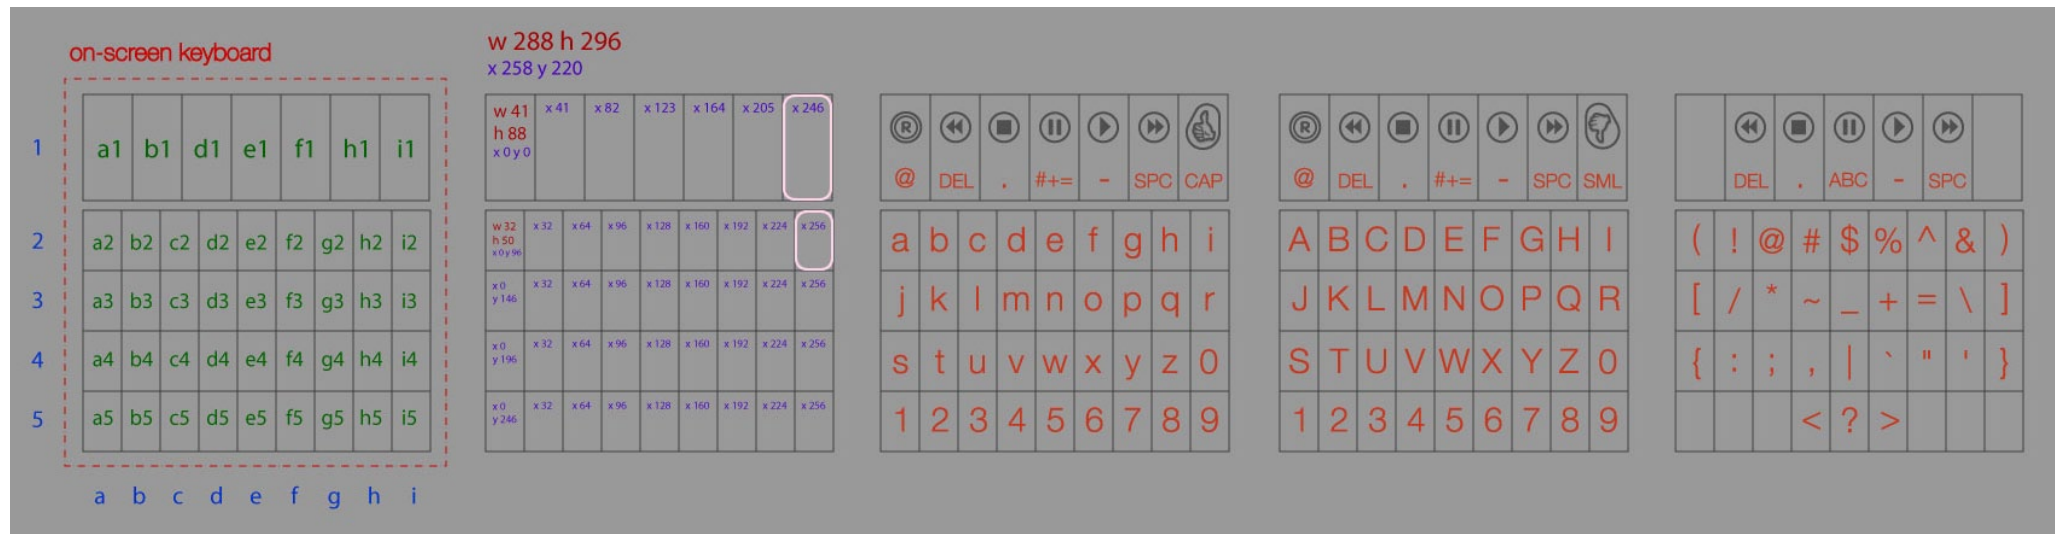 on-screen keyboard
1
a1 b1 d1 e1 f1 h1 i1
2
a2 b2 c2 d2 e2 f2 g2 h2 i2
3
a3 b3 c3 d3 e3 f3 g3 h3 i3
4
a4 b4 c4 d4 e4 f4 g4 h4 i4
5
a5 b5 c5 d5 e5 f5 g5 h5 i5
a b c d e f g h i
w 288 h 296
x 258 y 220
w 41 x 41 x 82 x 123 x 164 x 205 x 246
h 88
x 0 y 0
w 32 x 32 x 64 x 96 x 128 x 160 x 192 x 224 x 256
h 50
x 0 y 96
x 0 x 32 x 64 x 96 x 128 x 160 x 192 x 224 x 256
y 146
x 0 x 32 x 64 x 96 x 128 x 160 x 192 x 224 x 256
y 196
x 0 x 32 x 64 x 96 x 128 x 160 x 192 x 224 x 256
y 246
R
@ DEL . #+= - SPC CAP
a b c d e f g h i
j k l m n o p q r
s t u v w x y z 0
1 2 3 4 5 6 7 8 9
R
@ DEL . #+= - SPC SML
A B C D E F G H I
J K L M N O P Q R
S T U V W X Y Z 0
1 2 3 4 5 6 7 8 9
DEL . ABC - SPC
( ! @ # $ % ^ & )
[ / * ~ _ + = \ ]
{ : ; , | ` " ' }
< ? >